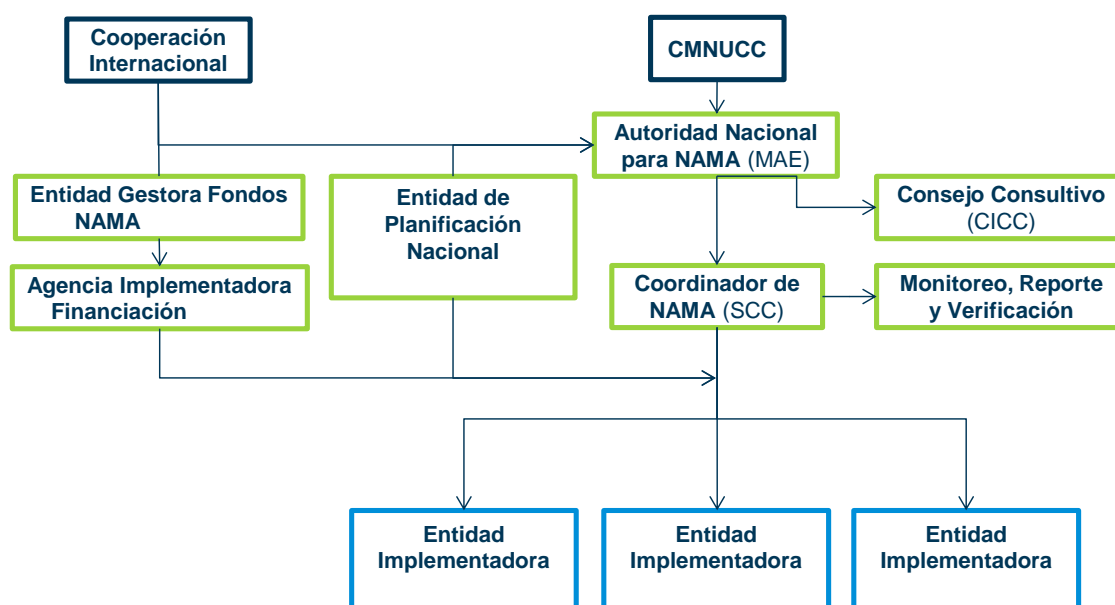 Cooperación
Internacional
CMNUCC
Autoridad Nacional
para NAMA (MAE)
Entidad Gestora Fondos
NAMA
Entidad de
Planificación
Nacional
Consejo Consultivo
(CICC)
Agencia Implementadora
Financiación
Coordinador de
NAMA (SCC)
Monitoreo, Reporte
y Verificación
Entidad
Implementadora
Entidad
Implementadora
Entidad
Implementadora